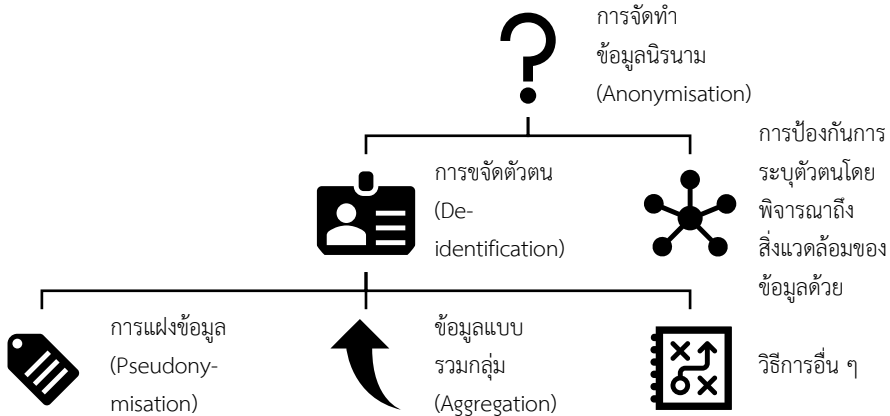 การจัดทำ
ข้อมูลนิรนาม
(Anonymisation)
การขจัดตัวตน
(De-
identification)
การป้องกันการ
ระบุตัวตนโดย
พิจารณาถึง
สิ่งแวดล้อมของ
ข้อมูลด้วย
การแฝงข้อมูล
(Pseudony-
misation)
ข้อมูลแบบ
รวมกลุ่ม
(Aggregation)
วิธีการอื่น ๆ